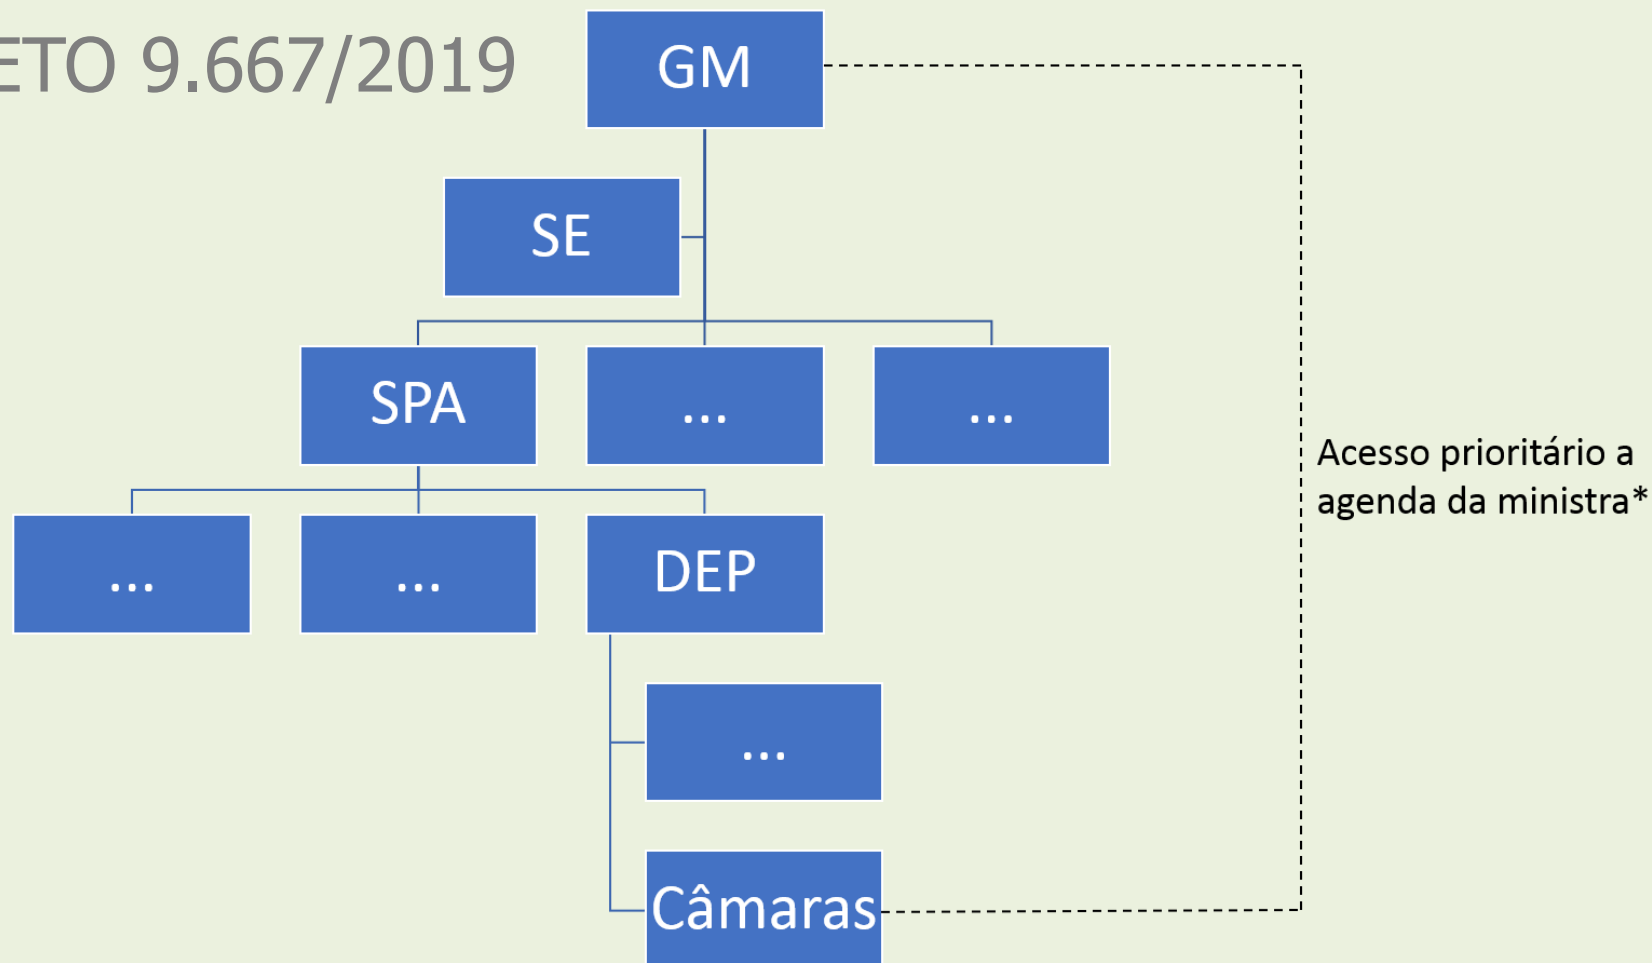 ETO 9.667/2019
GM
SE
SPA
...
...
Acesso prioritário a
agenda da ministra*
...
...
DEP
...
Câmaras